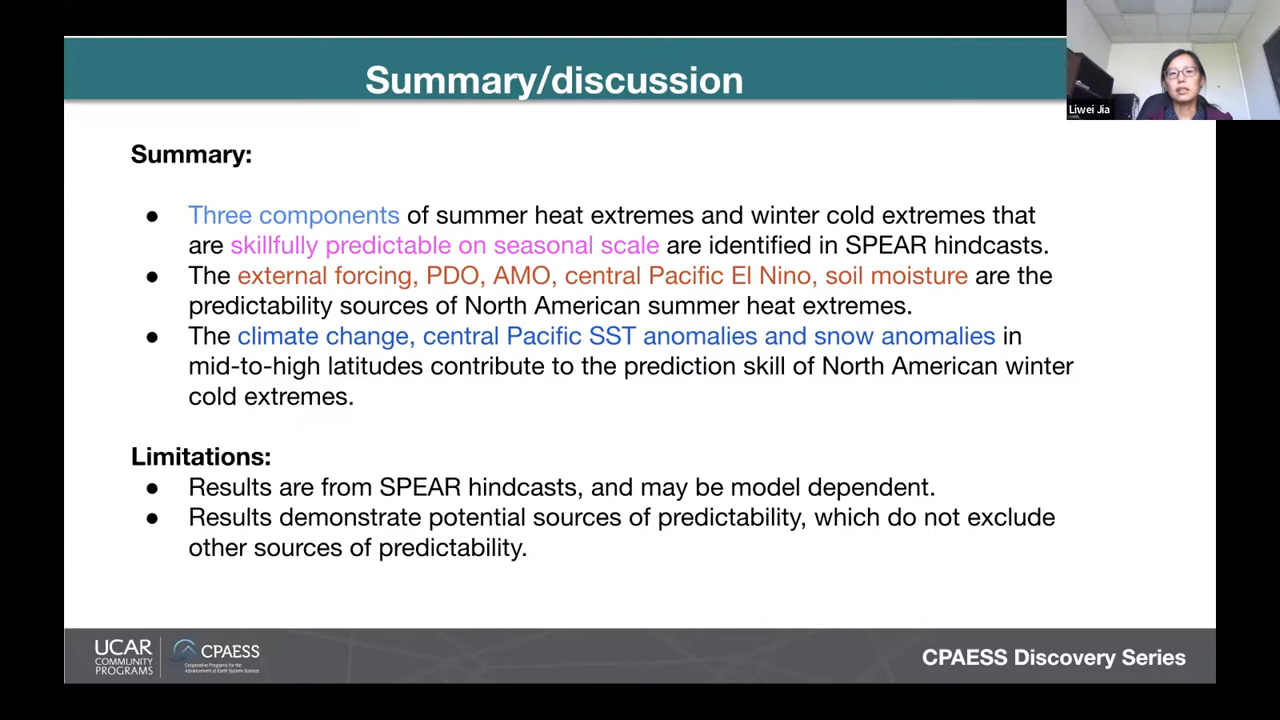 Summary/discussion
Liwei Jia
Summary:
● Three components of summer heat extremes and winter cold extremes that
are skillfully predictable on seasonal scale are identified in SPEAR hindcasts.
● The external forcing, PDO, AMO, central Pacific El Nino, soil moisture are the
predictability sources of North American summer heat extremes.
● The climate change, central Pacific SST anomalies and snow anomalies in
mid-to-high latitudes contribute to the prediction skill of North American winter
cold extremes.
Limitations:
● Results are from SPEAR hindcasts, and may be model dependent.
● Results demonstrate potential sources of predictability, which do not exclude
other sources of predictability.
UCAR
COMMUNITY
PROGRAMS
CPAESS
Cooperative Programs for the
Advancement of Earth System Science
CPAESS Discovery Series